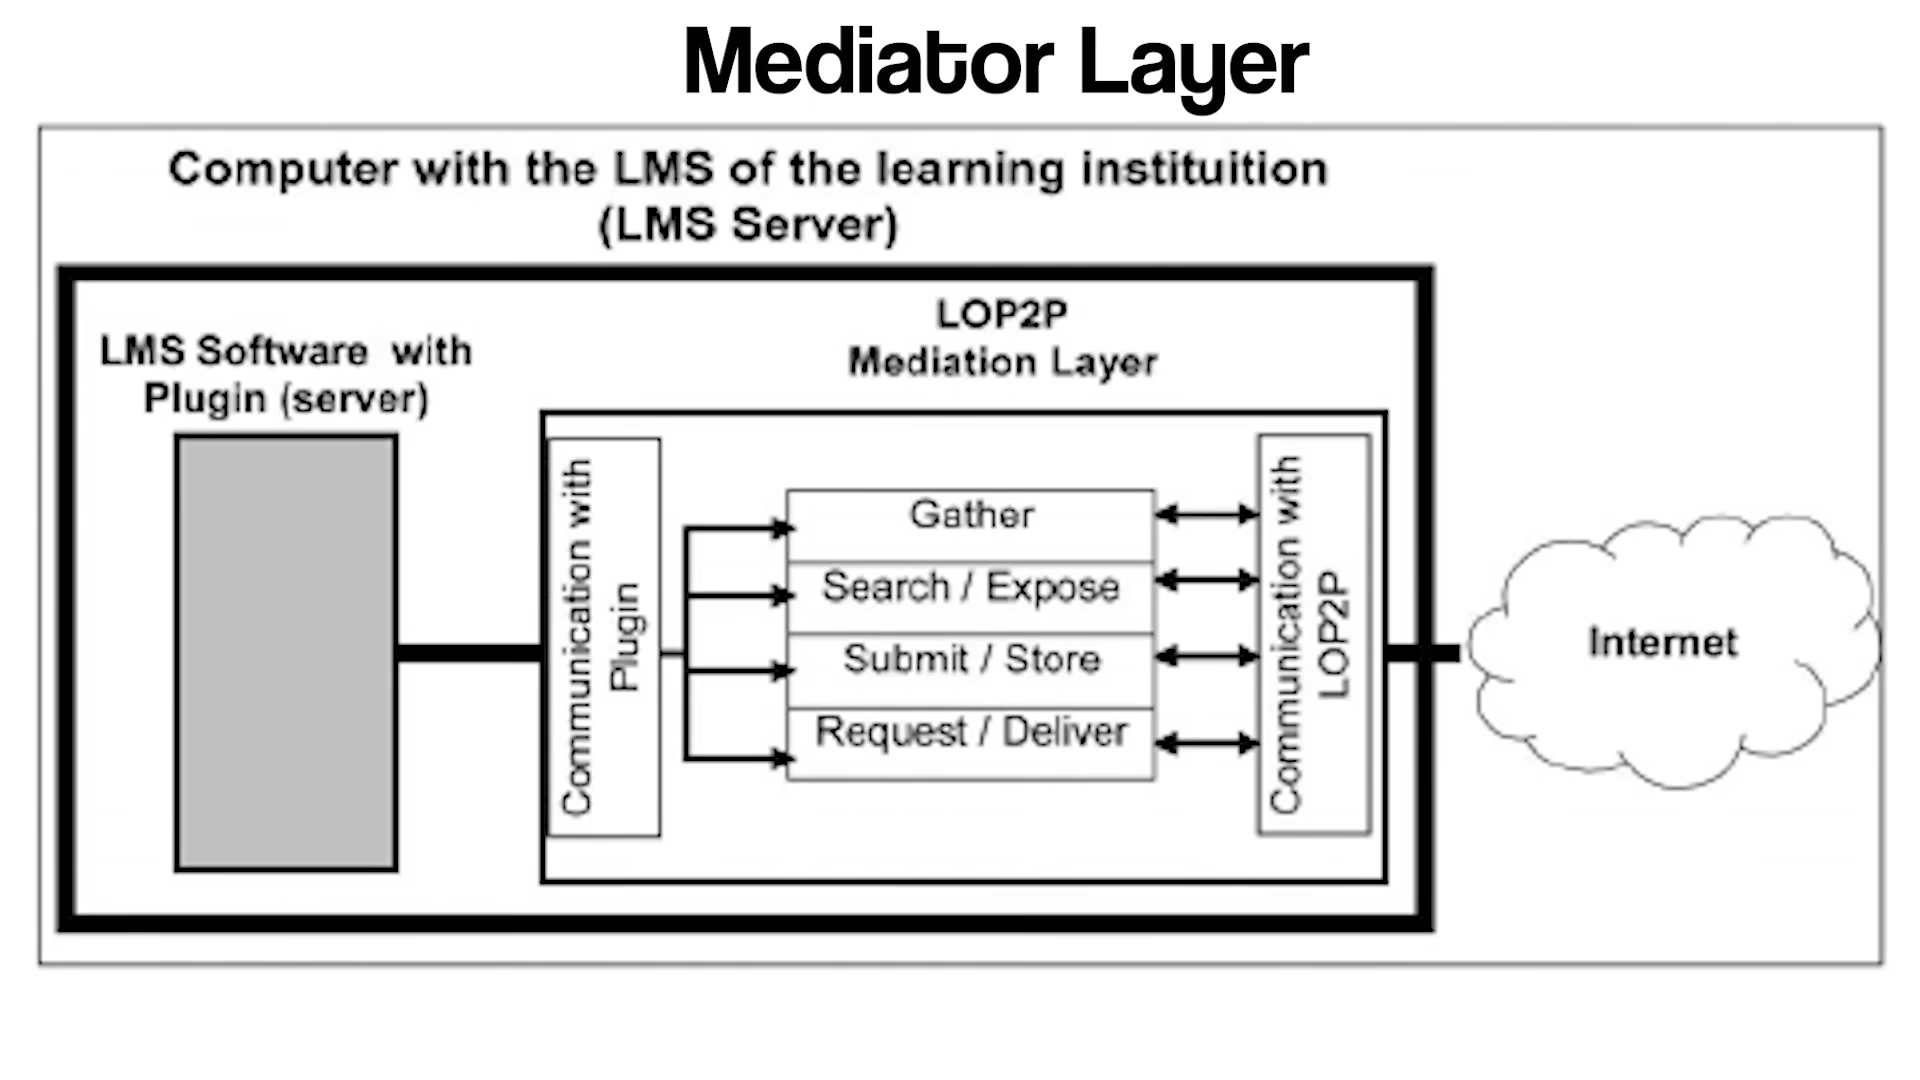 Mediator Layer
Computer with the LMS of the learning instituition
(LMS Server)
LOP2P
Mediation Layer
LMS Software with
Plugin (server)
Communication with
Plugin
Gather
Search / Expose
Submit / Store
Request / Deliver
Communication with
LOP2P
Internet